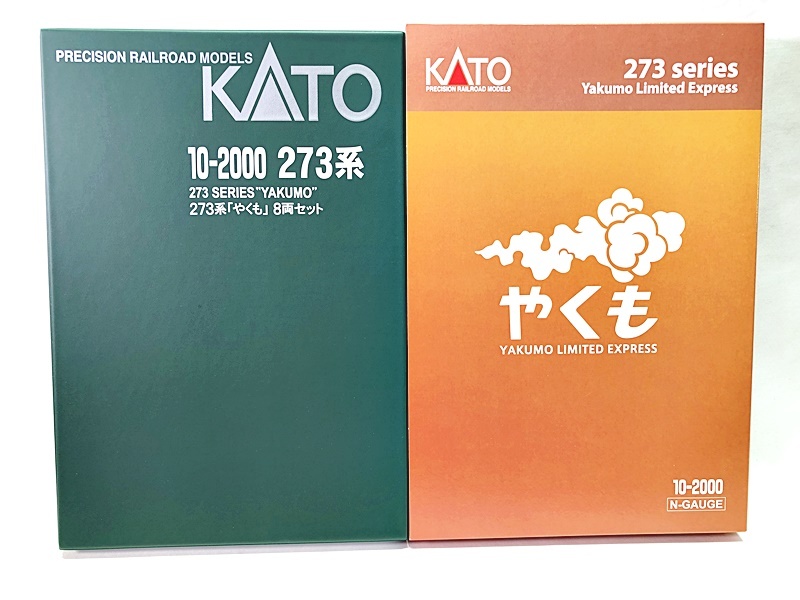 PRECISION RAILROAD MODELS
KATO
10-2000 273系
273 SERIES"YAKUMO"
273系「やくも」8両セット
KATO
PRECISION RAILROAD MODELS
273 series
Yakumo Limited Express
やくも
YAKUMO LIMITED EXPRESS
10-2000
N-GAUGE